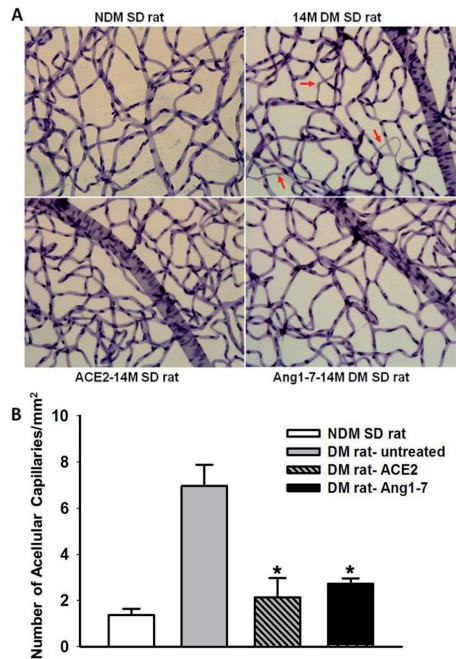 A
NDM SD rat
14M DM SD rat
ACE2-14M SD rat
Ang1-7-14M DM SD rat
B
Number of Acellular Capillaries/mm²
10
8
6
4
2
0
NDM SD rat
DM rat- untreated
DM rat- ACE2
DM rat- Ang1-7
*
*